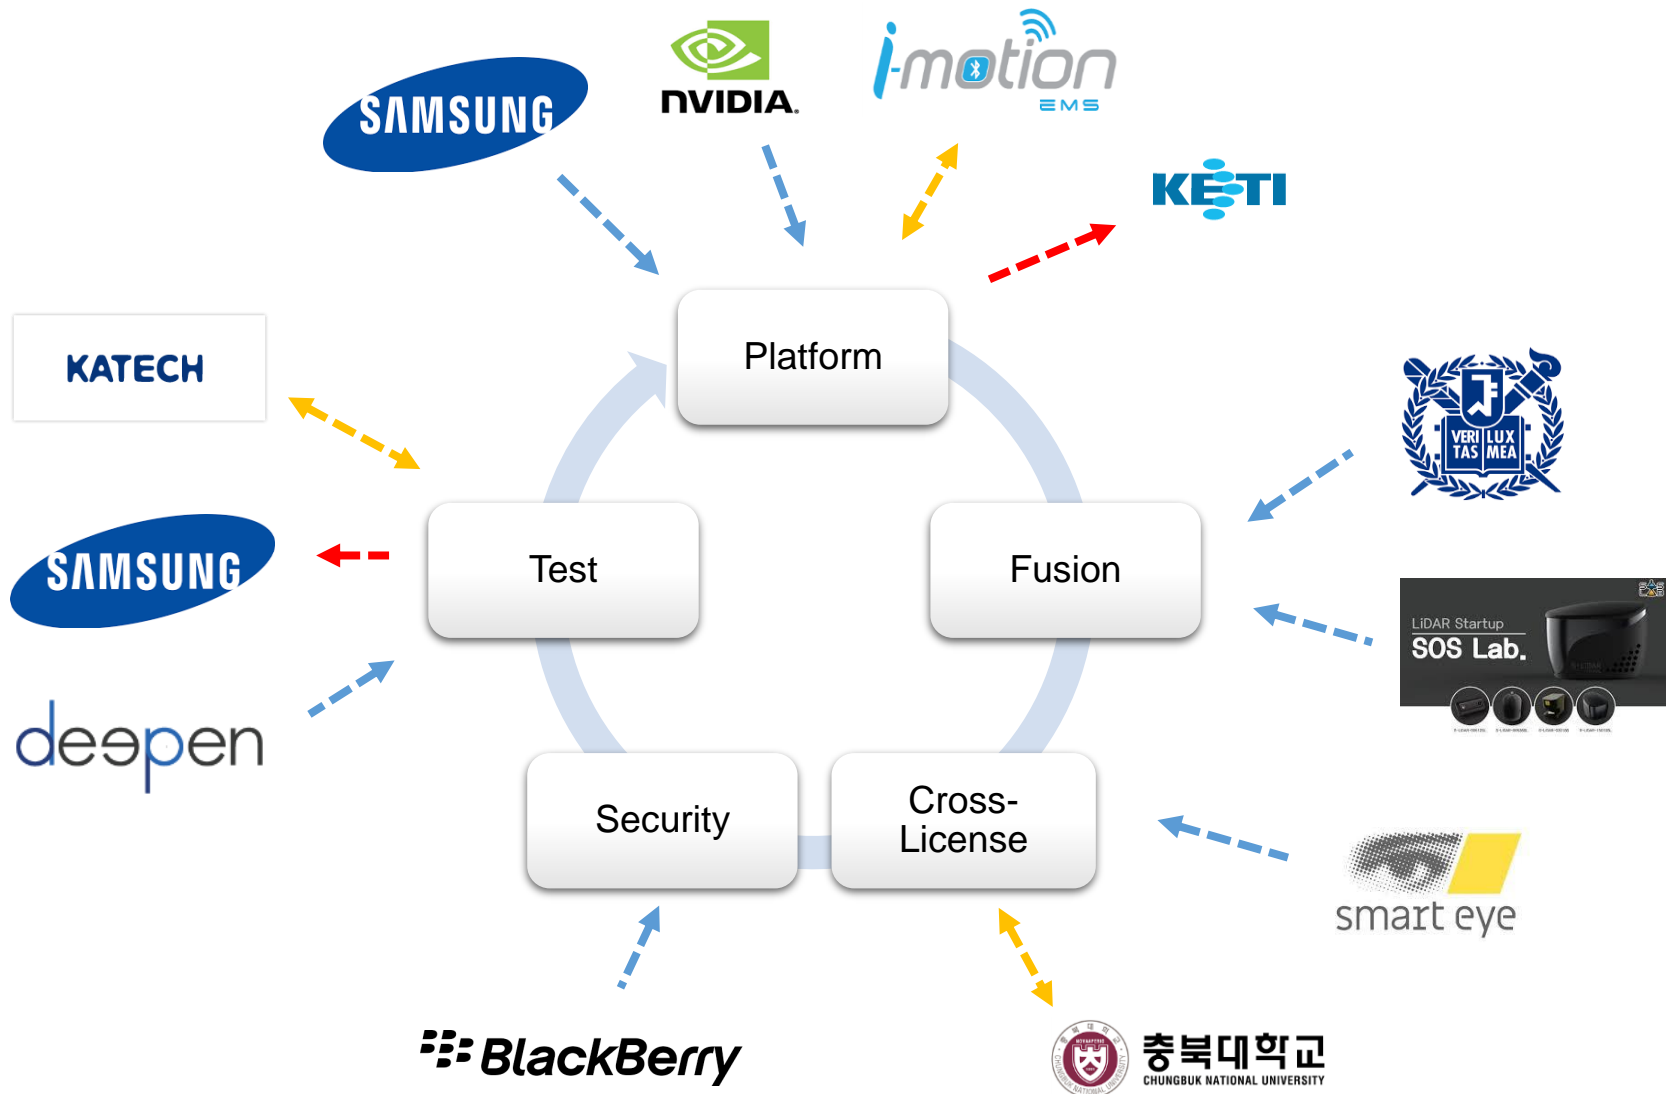 SAMSUNG
NVIDIA.
i-motion
EMS
KETI
Platform
KATECH
VERI LUX
TAS MEA
Test
Fusion
SAMSUNG
LiDAR Startup
SOS Lab.
deepen
Security
Cross-
License
smart eye
BlackBerry
충북대학교
CHUNGBUK NATIONAL UNIVERSITY